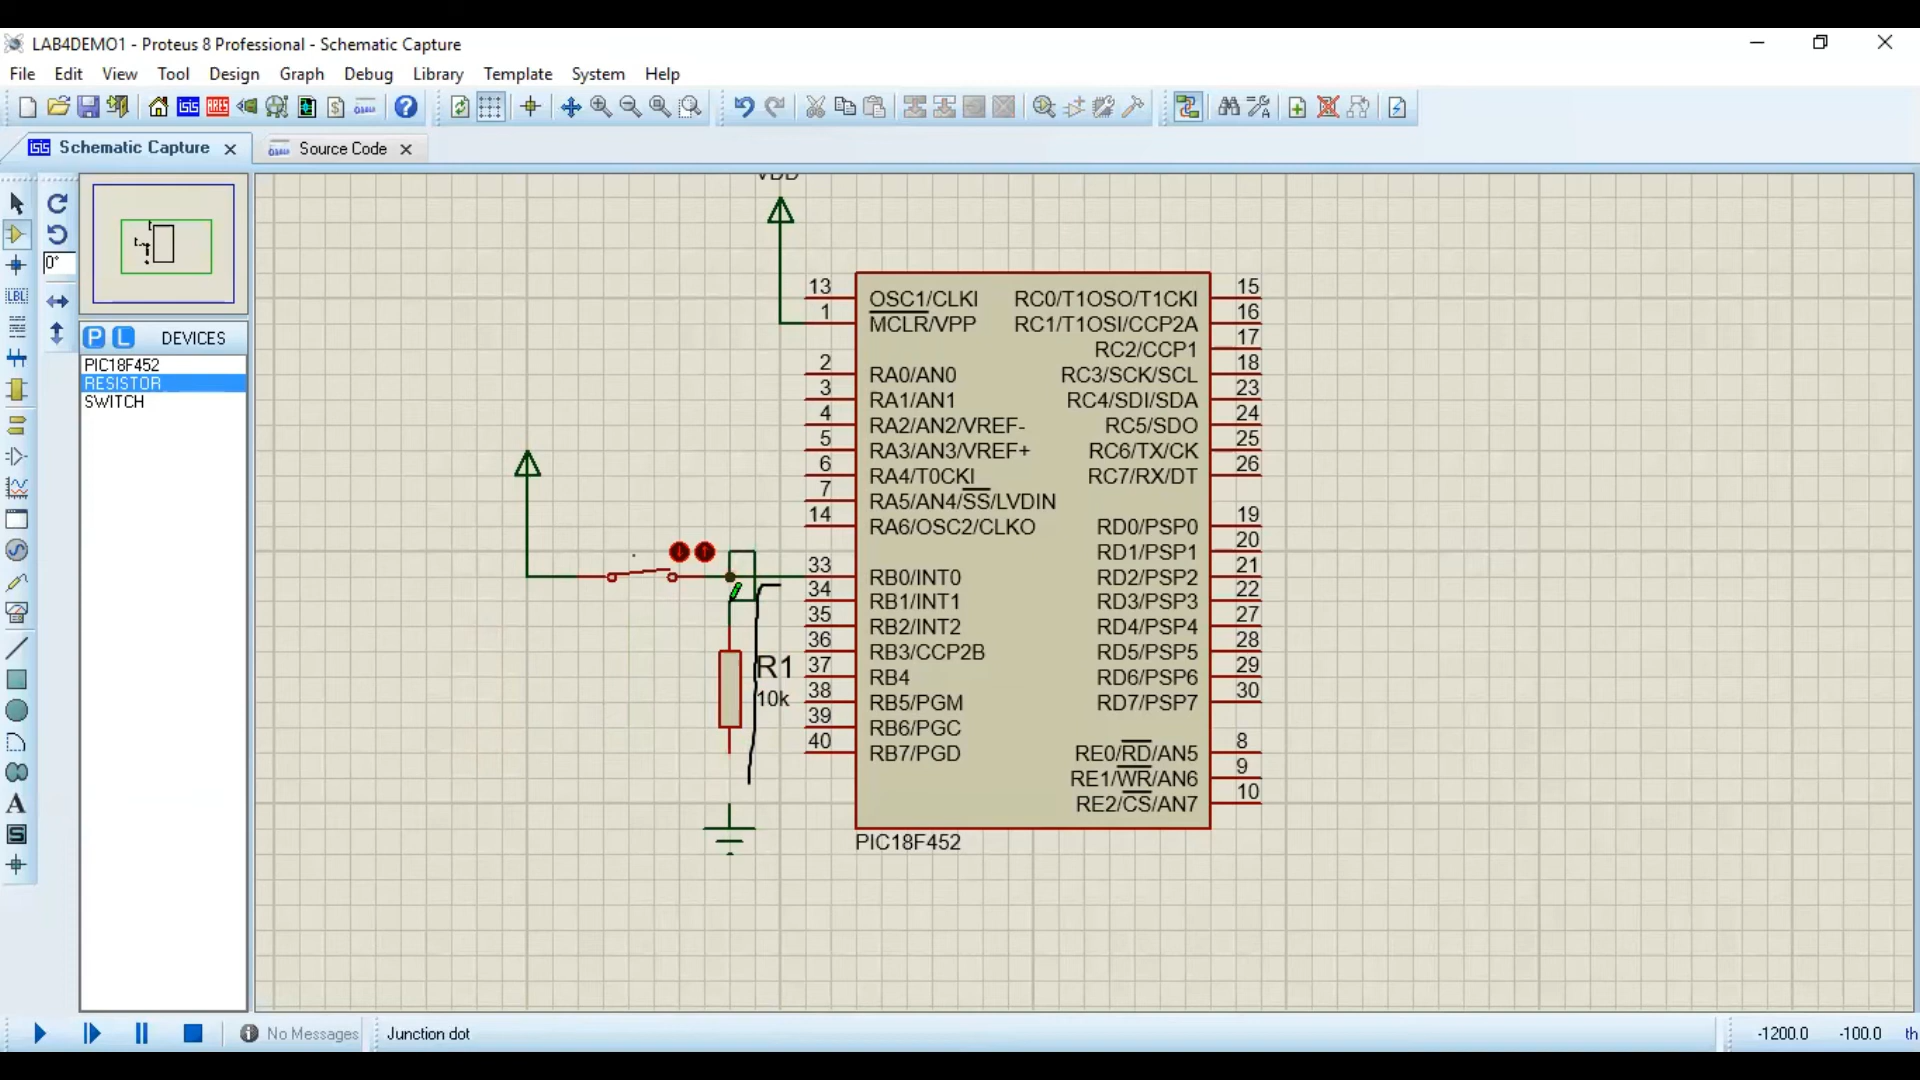 LAB4DEMO1 - Proteus 8 Professional - Schematic Capture
File Edit View Tool Design Graph Debug Library Template System Help
Schematic Capture Source Code
VDD
0°
LBL
P L DEVICES
PIC18F452
RESISTOR
SWITCH
13 OSC1/CLKI RC0/T1OSO/T1CKI 15
1 MCLR/VPP RC1/T1OSI/CCP2A 16
RC2/CCP1 17
2 RA0/AN0 RC3/SCK/SCL 18
3 RA1/AN1 RC4/SDI/SDA 23
4 RA2/AN2/VREF- RC5/SDO 24
5 RA3/AN3/VREF+ RC6/TX/CK 25
6 RA4/T0CKI RC7/RX/DT 26
7 RA5/AN4/SS/LVDIN
14 RA6/OSC2/CLKO RD0/PSP0 19
RD1/PSP1 20
33 RB0/INT0 RD2/PSP2 21
34 RB1/INT1 RD3/PSP3 22
35 RB2/INT2 RD4/PSP4 27
36 RB3/CCP2B RD5/PSP5 28
37 RB4 RD6/PSP6 29
38 RB5/PGM RD7/PSP7 30
39 RB6/PGC
40 RB7/PGD RE0/RD/AN5 8
RE1/WR/AN6 9
RE2/CS/AN7 10
R1
10k
PIC18F452
A
S
No Messages Junction dot -1200.0 -100.0 th